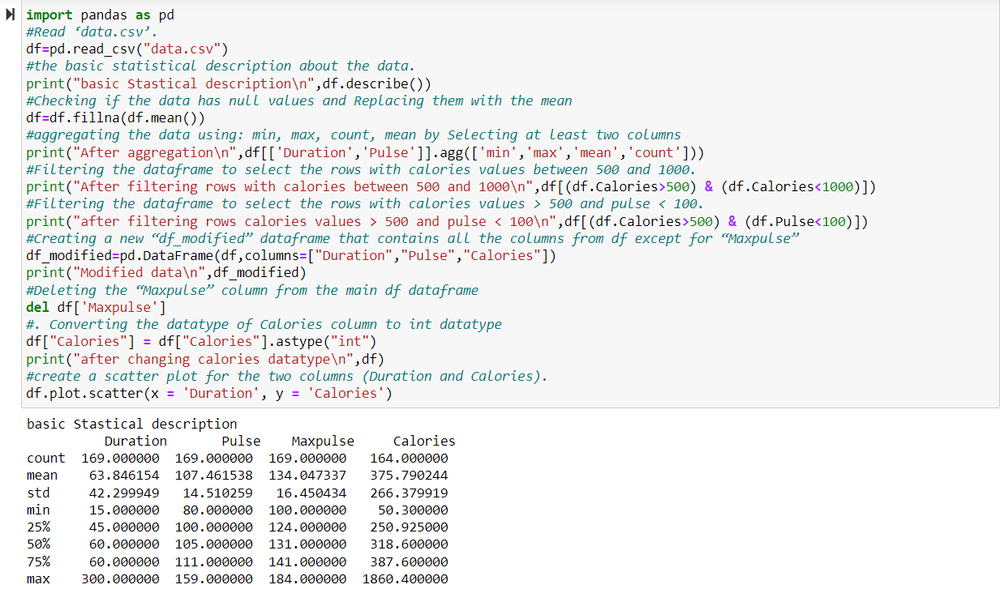 import pandas as pd
#Read ‘data.csv’.
df=pd.read_csv("data.csv")
#the basic statistical description about the data.
print("basic Stastical description\n",df.describe())
#Checking if the data has null values and Replacing them with the mean
df=df.fillna(df.mean())
#aggregating the data using: min, max, count, mean by Selecting at least two columns
print("After aggregation\n",df[['Duration','Pulse']].agg(['min','max','mean','count']))
#Filtering the dataframe to select the rows with calories values between 500 and 1000.
print("After filtering rows with calories between 500 and 1000\n",df[(df.Calories>500) & (df.Calories<1000)])
#Filtering the dataframe to select the rows with calories values > 500 and pulse < 100.
print("after filtering rows calories values > 500 and pulse < 100\n",df[(df.Calories>500) & (df.Pulse<100)])
#Creating a new “df_modified” dataframe that contains all the columns from df except for “Maxpulse”
df_modified=pd.DataFrame(df,columns=["Duration","Pulse","Calories"])
print("Modified data\n",df_modified)
#Deleting the “Maxpulse” column from the main df dataframe
del df['Maxpulse']
#. Converting the datatype of Calories column to int datatype
df["Calories"] = df["Calories"].astype("int")
print("after changing calories datatype\n",df)
#create a scatter plot for the two columns (Duration and Calories).
df.plot.scatter(x = 'Duration', y = 'Calories')
basic Stastical description
Duration Pulse Maxpulse Calories
count 169.000000 169.000000 169.000000 164.000000
mean 63.846154 107.461538 134.047337 375.790244
std 42.299949 14.510259 16.450434 266.379919
min 15.000000 80.000000 100.000000 50.300000
25% 45.000000 100.000000 124.000000 250.925000
50% 60.000000 105.000000 131.000000 318.600000
75% 60.000000 111.000000 141.000000 387.600000
max 300.000000 159.000000 184.000000 1860.400000